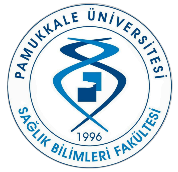 PAMUKKALE ÜNİVERSİTESİ
1996
SAĞLIK BİLİMLERİ FAKÜLTESİ